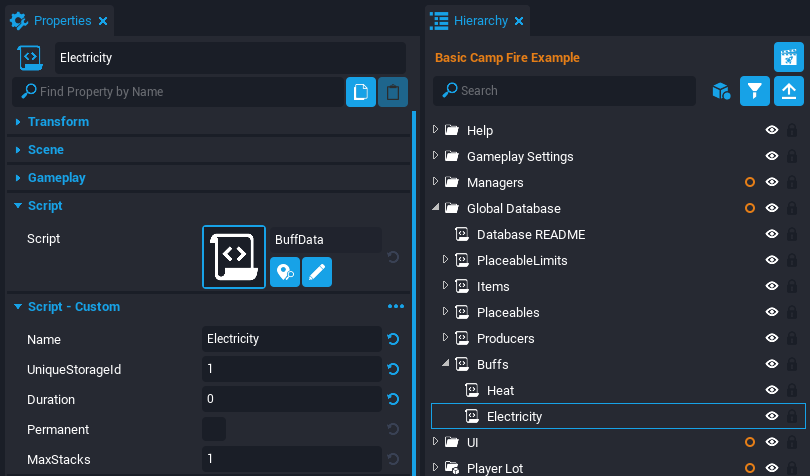 Properties
Electricity
Find Property by Name
Transform
Scene
Gameplay
Script
Script
BuffData
Script - Custom
Name
Electricity
UniqueStorageId
1
Duration
0
Permanent
MaxStacks
1
Hierarchy
Basic Camp Fire Example
Search
Help
Gameplay Settings
Managers
Global Database
Database README
PlaceableLimits
Items
Placeables
Producers
Buffs
Heat
Electricity
UI
Player Lot